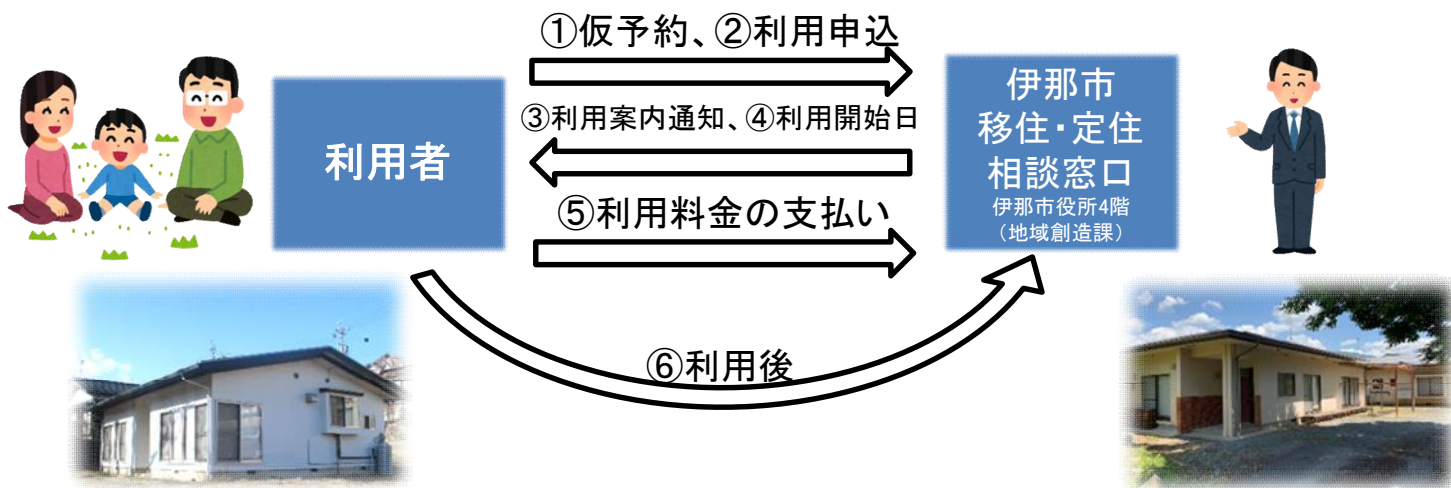 ①仮予約、②利用申込
利用者
③利用案内通知、④利用開始日
⑤利用料金の支払い
⑥利用後
伊那市
移住・定住
相談窓口
伊那市役所4階
（地域創造課）